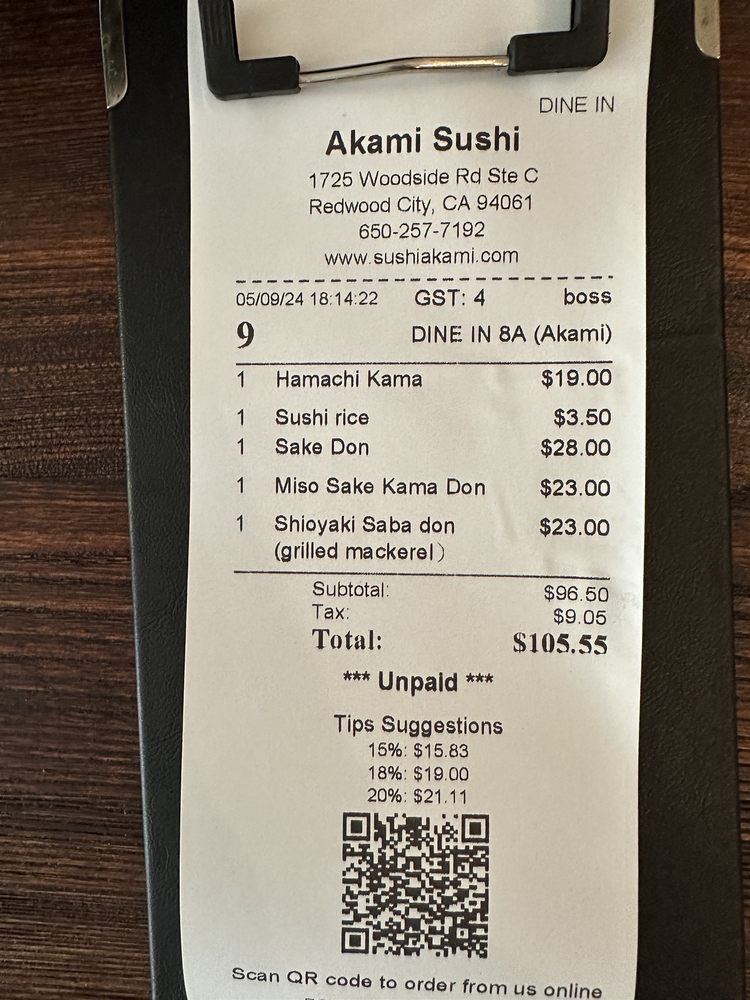 DINE IN
Akami Sushi
1725 Woodside Rd Ste C
Redwood City, CA 94061
650-257-7192
www.sushiakami.com
05/09/24 18:14:22 GST: 4 boss
9 DINE IN 8A (Akami)
1 Hamachi Kama $19.00
1 Sushi rice $3.50
1 Sake Don $28.00
1 Miso Sake Kama Don $23.00
1 Shioyaki Saba don $23.00
(grilled mackerel)
Subtotal: $96.50
Tax: $9.05
Total: $105.55
*** Unpaid ***
Tips Suggestions
15%: $15.83
18%: $19.00
20%: $21.11
Scan QR code to order from us online